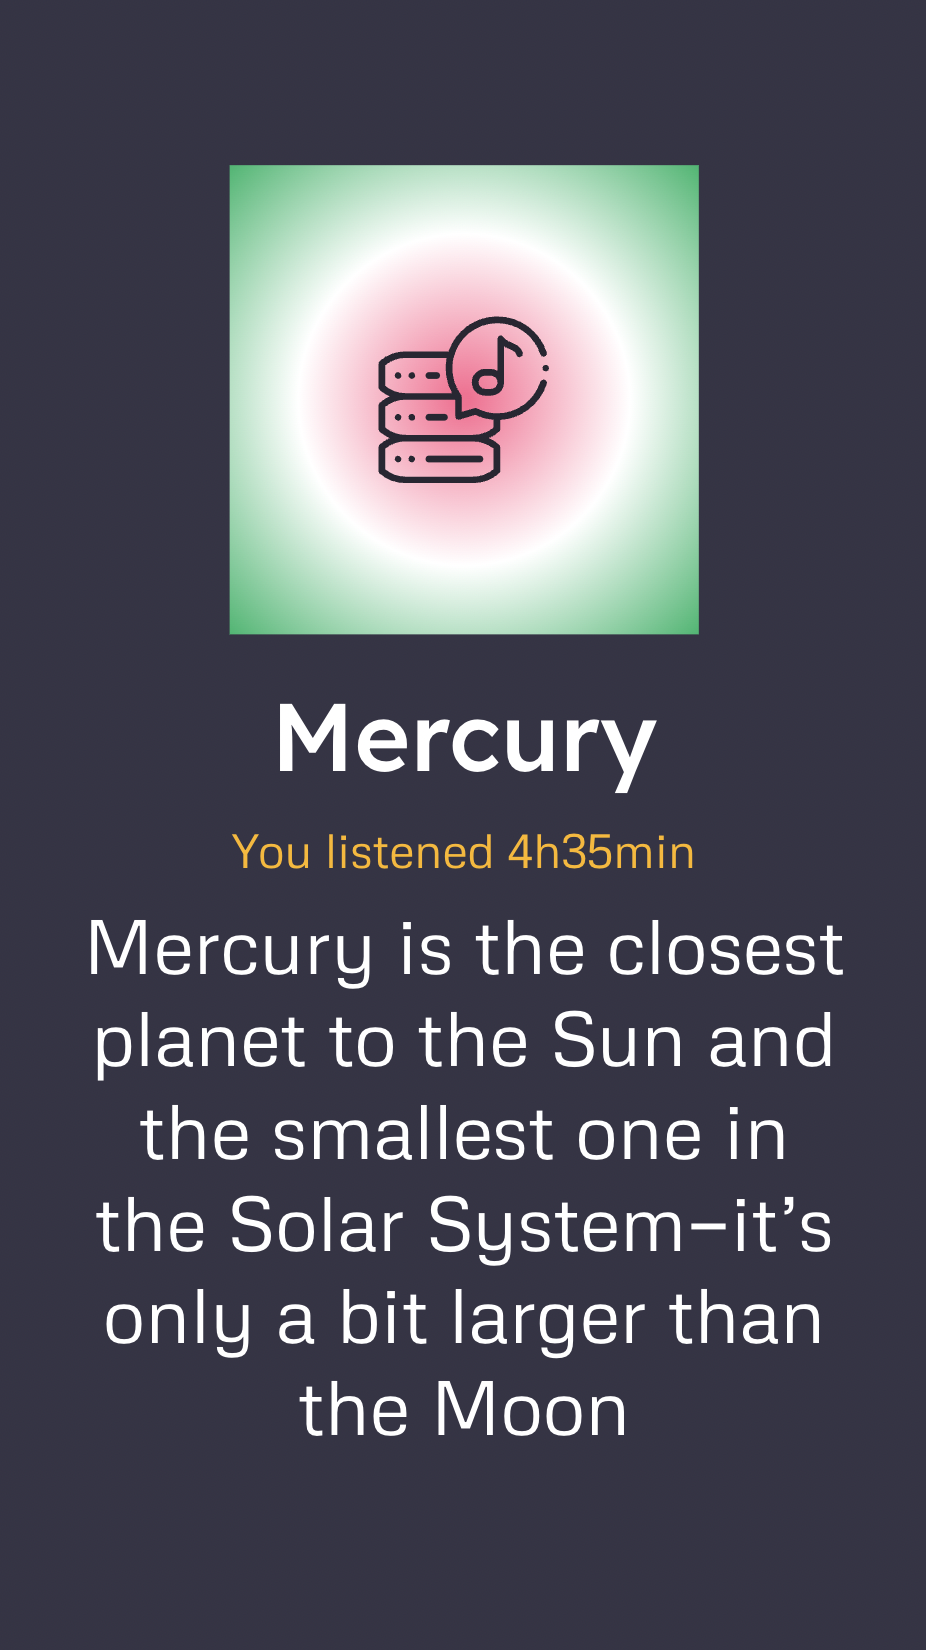 Mercury
You listened 4h35min
Mercury is the closest
planet to the Sun and
the smallest one in
the Solar System—it’s
only a bit larger than
the Moon